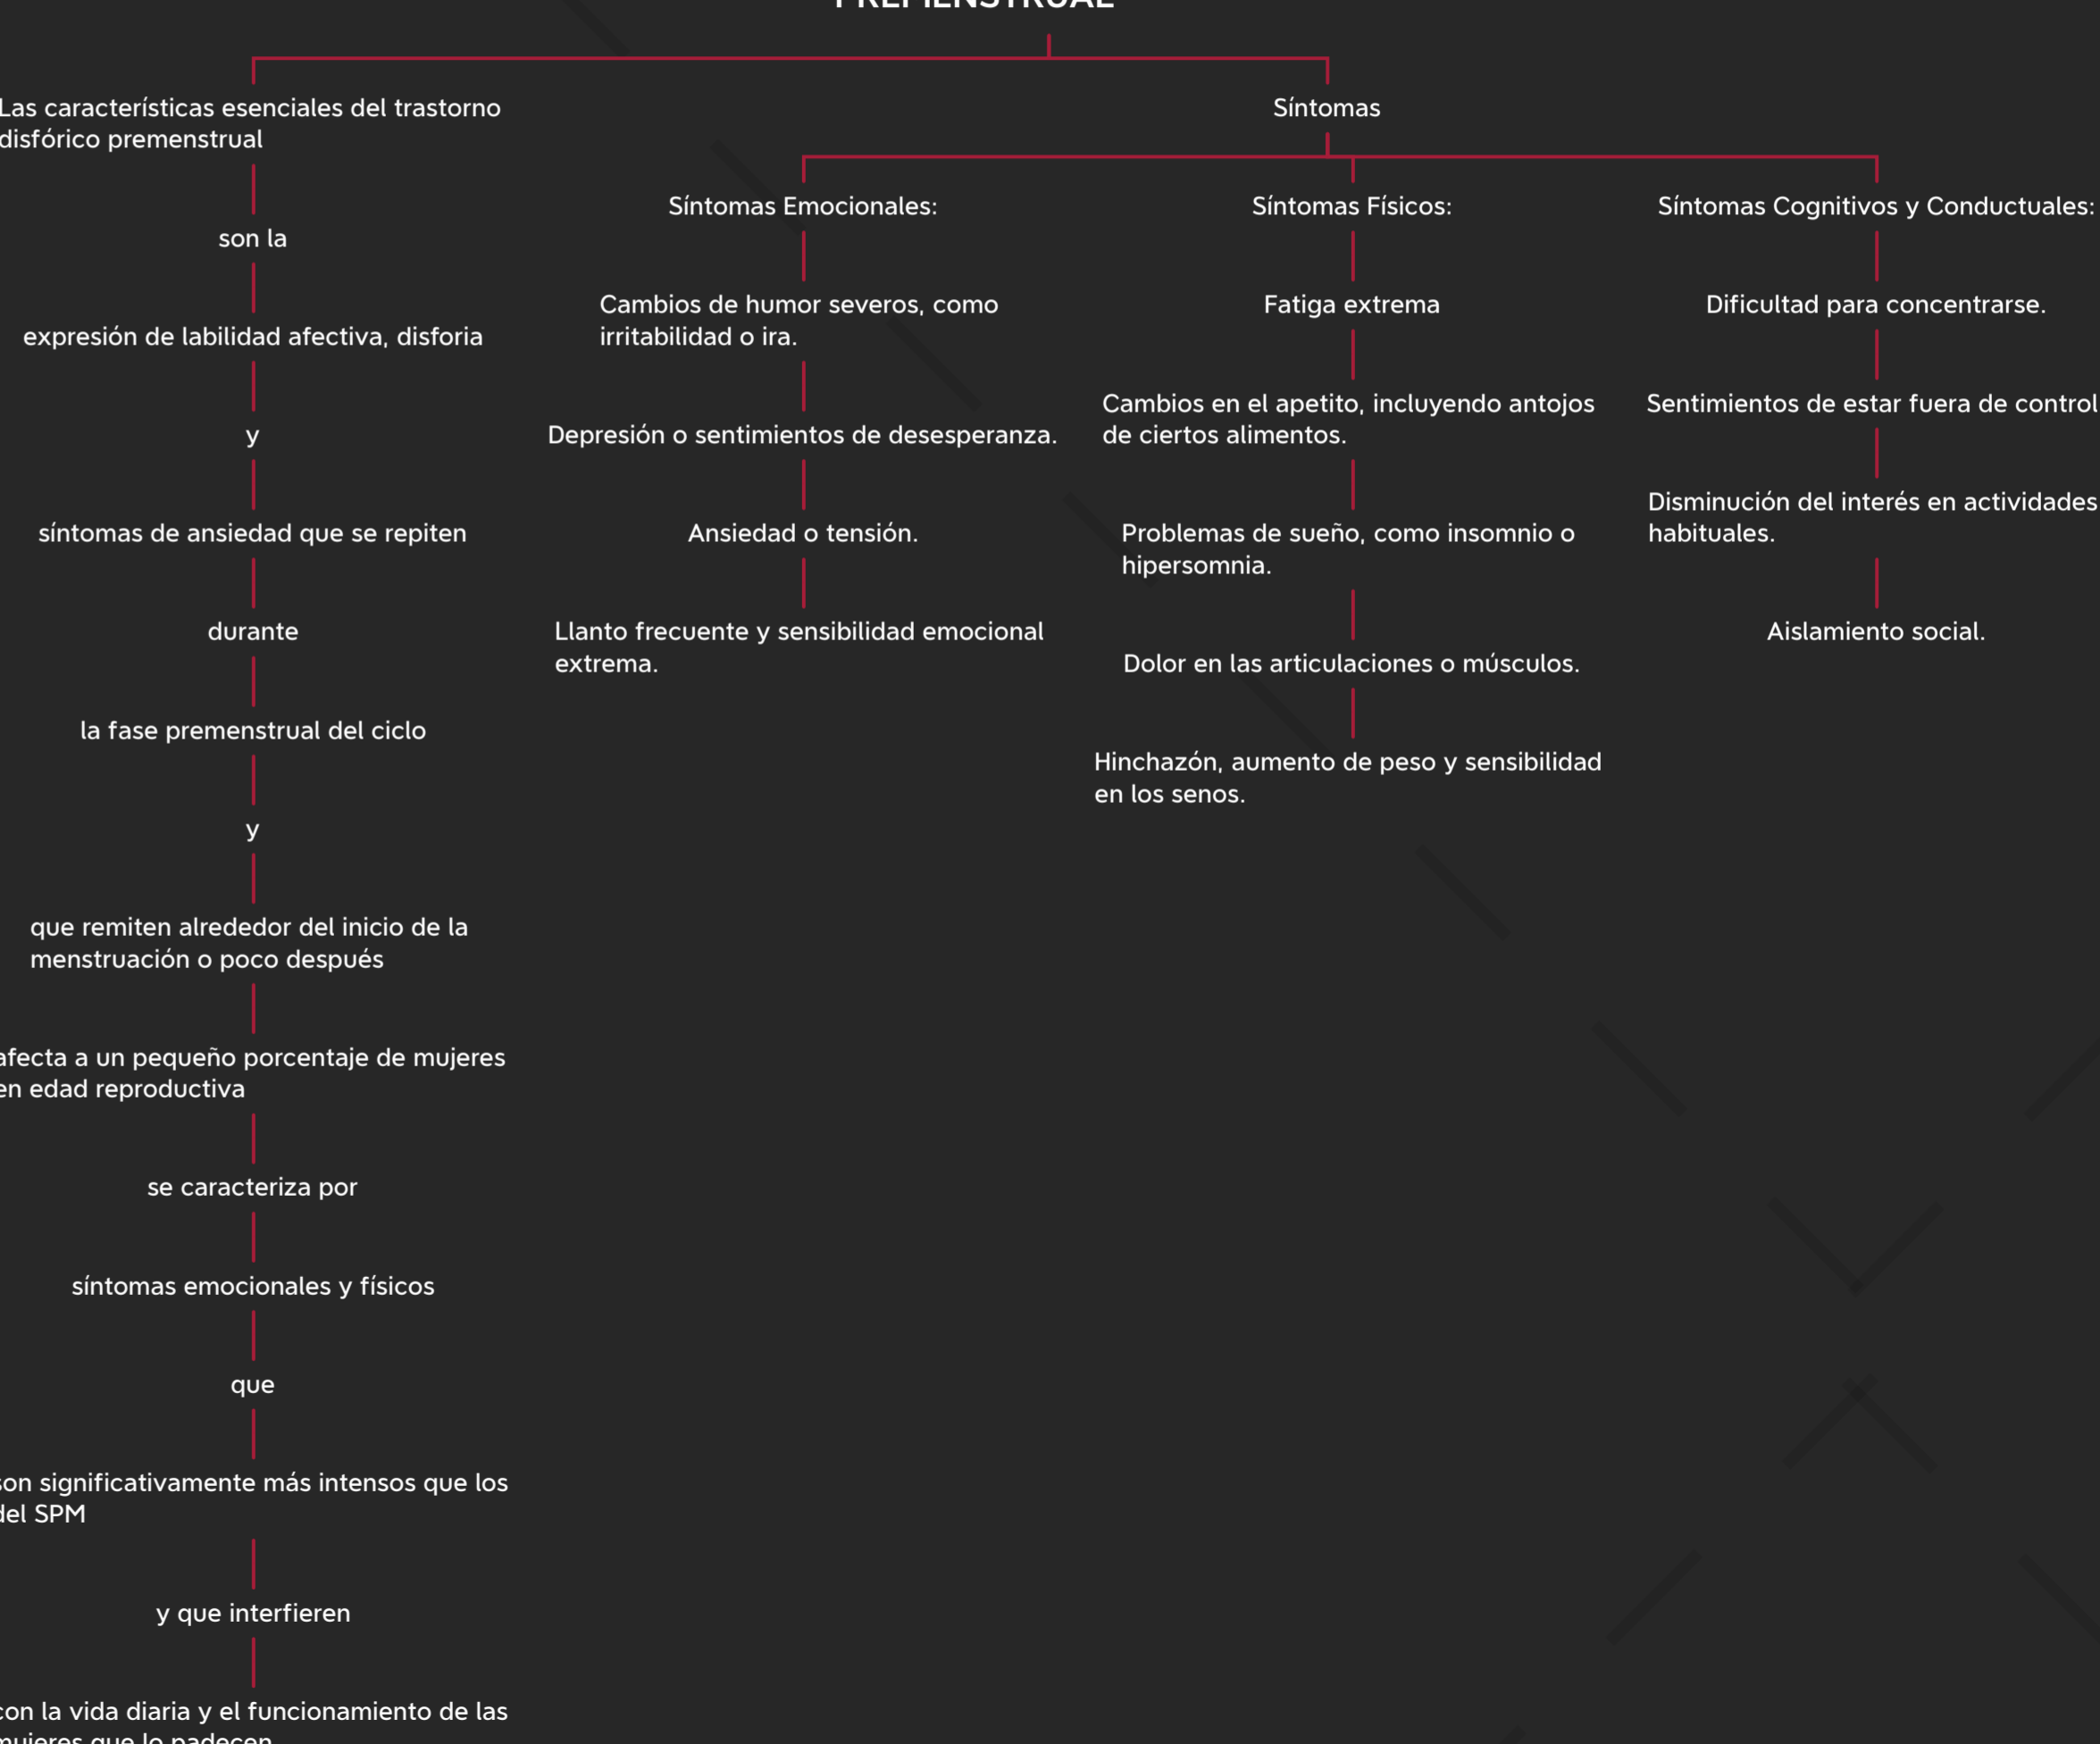 PREMENSTRUAL
Las características esenciales del trastorno
disfórico premenstrual
son la
expresión de labilidad afectiva, disforia
y
síntomas de ansiedad que se repiten
durante
la fase premenstrual del ciclo
y
que remiten alrededor del inicio de la
menstruación o poco después
afecta a un pequeño porcentaje de mujeres
en edad reproductiva
se caracteriza por
síntomas emocionales y físicos
que
son significativamente más intensos que los
del SPM
y que interfieren
con la vida diaria y el funcionamiento de las
mujeres que lo padecen
Síntomas
Síntomas Emocionales:
Cambios de humor severos, como
irritabilidad o ira.
Depresión o sentimientos de desesperanza.
Ansiedad o tensión.
Llanto frecuente y sensibilidad emocional
extrema.
Síntomas Físicos:
Fatiga extrema
Cambios en el apetito, incluyendo antojos
de ciertos alimentos.
Problemas de sueño, como insomnio o
hipersomnia.
Dolor en las articulaciones o músculos.
Hinchazón, aumento de peso y sensibilidad
en los senos.
Síntomas Cognitivos y Conductuales:
Dificultad para concentrarse.
Sentimientos de estar fuera de control
Disminución del interés en actividades
habituales.
Aislamiento social.